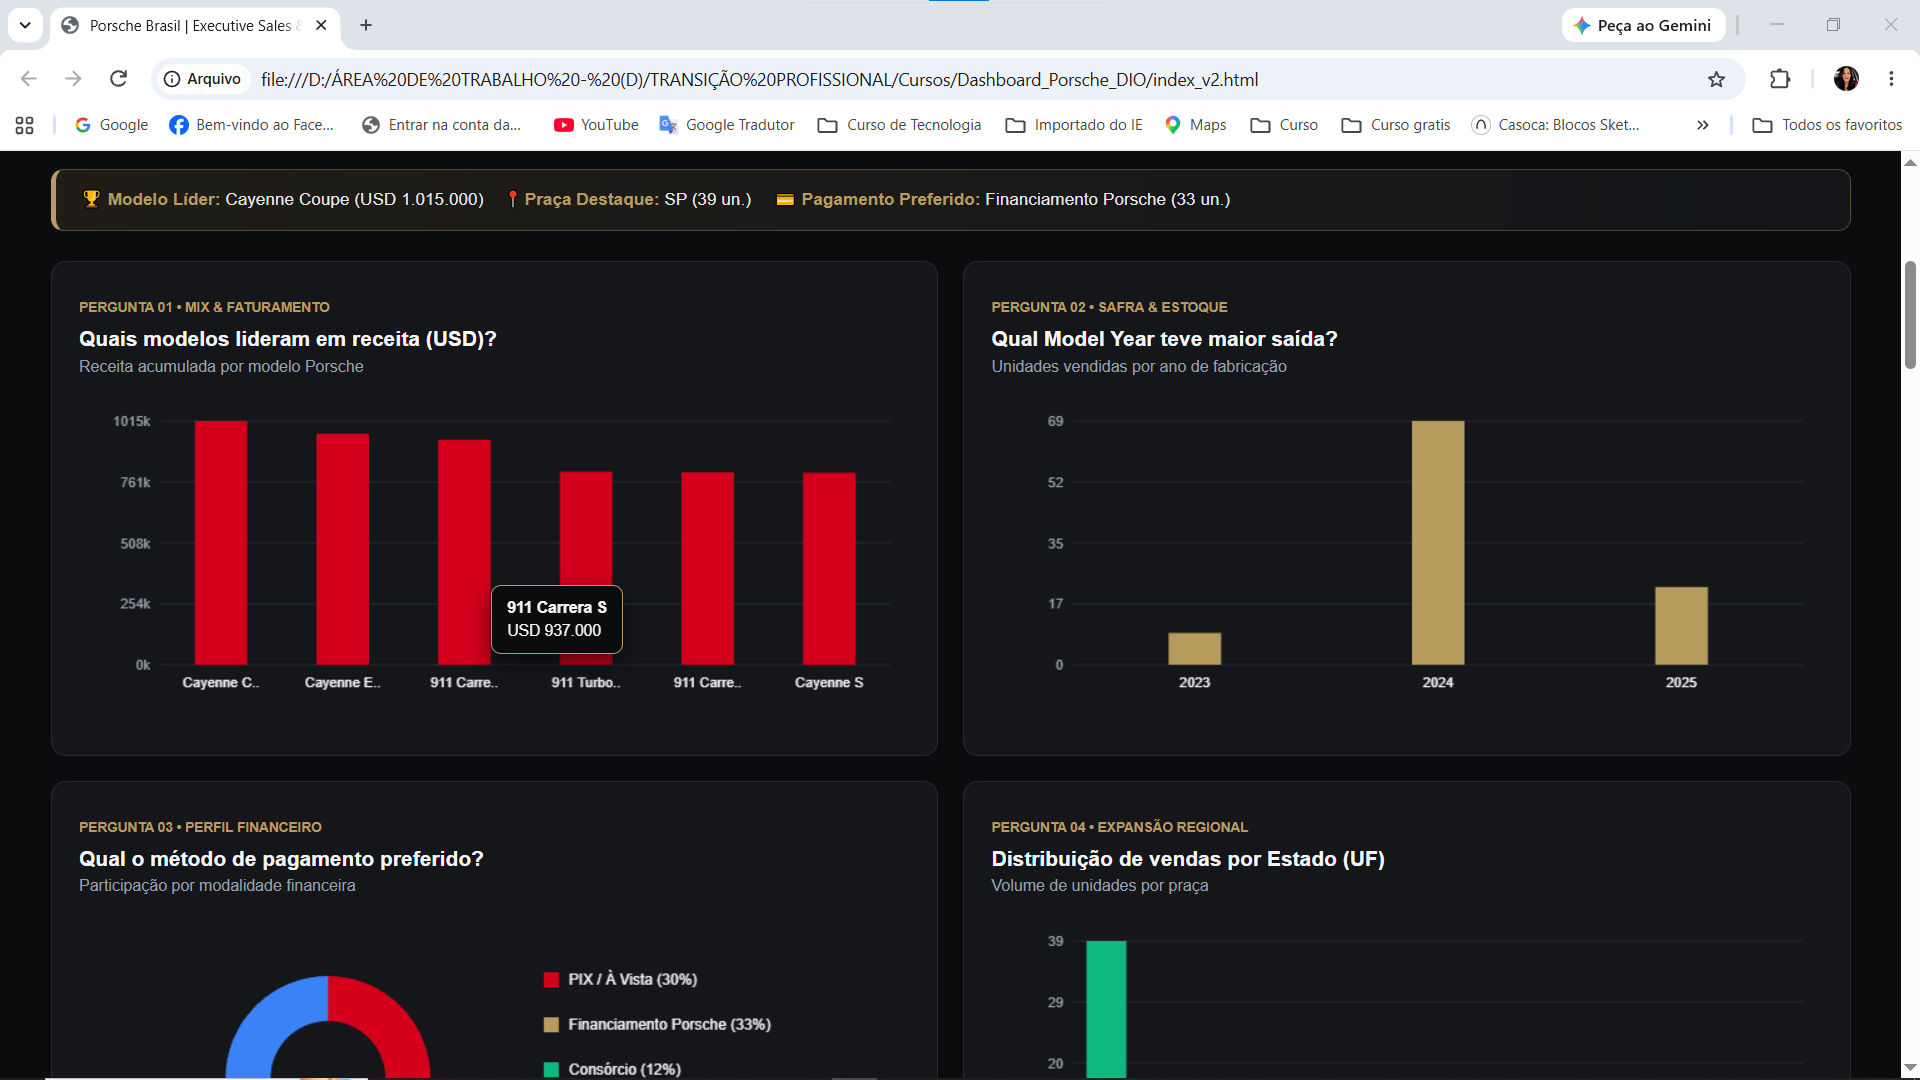 Porsche Brasil | Executive Sales &
Peça ao Gemini
Arquivo
file:///D:/ÁREA%20DE%20TRABALHO%20-%20(D)/TRANSIÇÃO%20PROFISSIONAL/Cursos/Dashboard_Porsche_DIO/index_v2.html
Google
Bem-vindo ao Face...
Entrar na conta da...
YouTube
Google Tradutor
Curso de Tecnologia
Importado do IE
Maps
Curso
Curso gratis
Casoca: Blocos Sket...
Todos os favoritos
Modelo Líder: Cayenne Coupe (USD 1.015.000) Praça Destaque: SP (39 un.) Pagamento Preferido: Financiamento Porsche (33 un.)
PERGUNTA 01 • MIX & FATURAMENTO
Quais modelos lideram em receita (USD)?
Receita acumulada por modelo Porsche
1015k
761k
508k
254k
0k
911 Carrera S
USD 937.000
Cayenne C..
Cayenne E..
911 Carre..
911 Turbo..
911 Carre..
Cayenne S
PERGUNTA 02 • SAFRA & ESTOQUE
Qual Model Year teve maior saída?
Unidades vendidas por ano de fabricação
69
52
35
17
0
2023
2024
2025
PERGUNTA 03 • PERFIL FINANCEIRO
Qual o método de pagamento preferido?
Participação por modalidade financeira
PIX / À Vista (30%)
Financiamento Porsche (33%)
Consórcio (12%)
PERGUNTA 04 • EXPANSÃO REGIONAL
Distribuição de vendas por Estado (UF)
Volume de unidades por praça
39
29
20